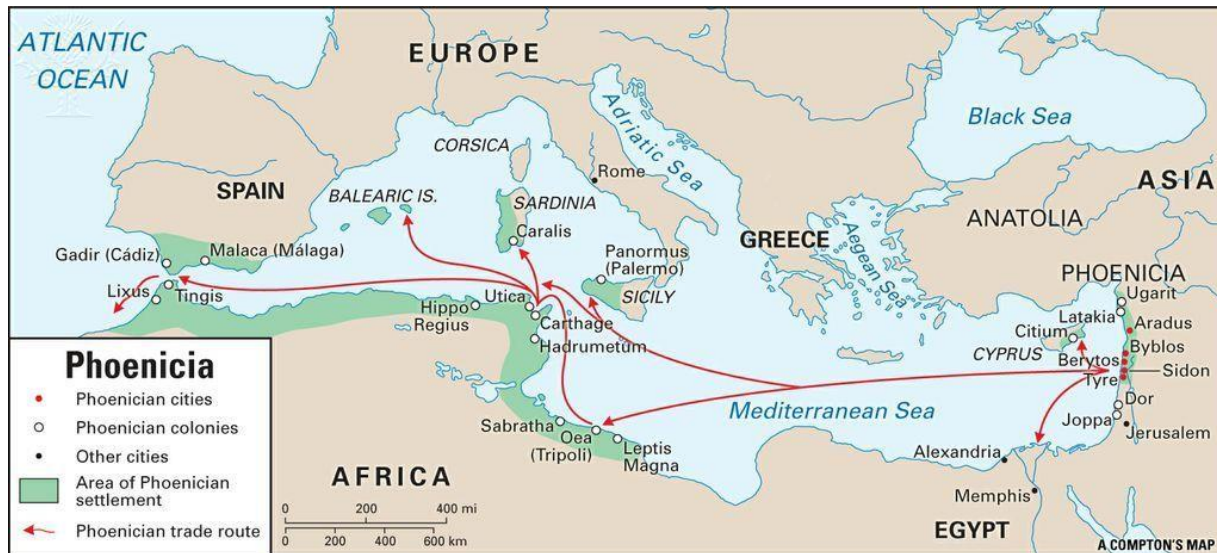 ATLANTIC
OCEAN
EUROPE
Black Sea
Adriatic Sea
CORSICA
Rome
ASIA
SPAIN
BALEARIC IS.
SARDINIA
ANATOLIA
Caralis
GREECE
Aegean Sea
Gadir (Cádiz)
Malaca (Málaga)
Panormus
(Palermo)
PHOENICIA
Ugarit
Lixus
Tingis
Utica
SICILY
Latakia
Hippo
Regius
Carthage
Citium
Aradus
Hadrumetum
CYPRUS
Byblos
Berytos
Sidon
Tyre
Phoenicia
Phoenician cities
Phoenician colonies
Other cities
Area of Phoenician
settlement
Phoenician trade route
Mediterranean Sea
Dor
Joppa
Jerusalem
Sabratha
Oea
(Tripoli)
Leptis
Magna
Alexandria
AFRICA
Memphis
0 200 400 mi
0 200 400 600 km
EGYPT
A COMPTON'S MAP